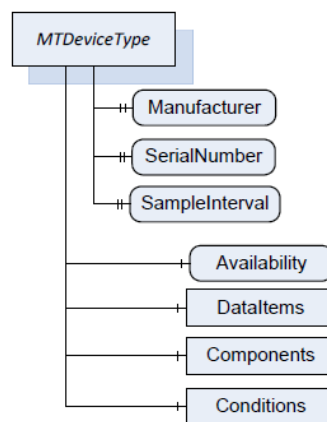 MTDeviceType
Manufacturer
SerialNumber
SampleInterval
Availability
DataItems
Components
Conditions